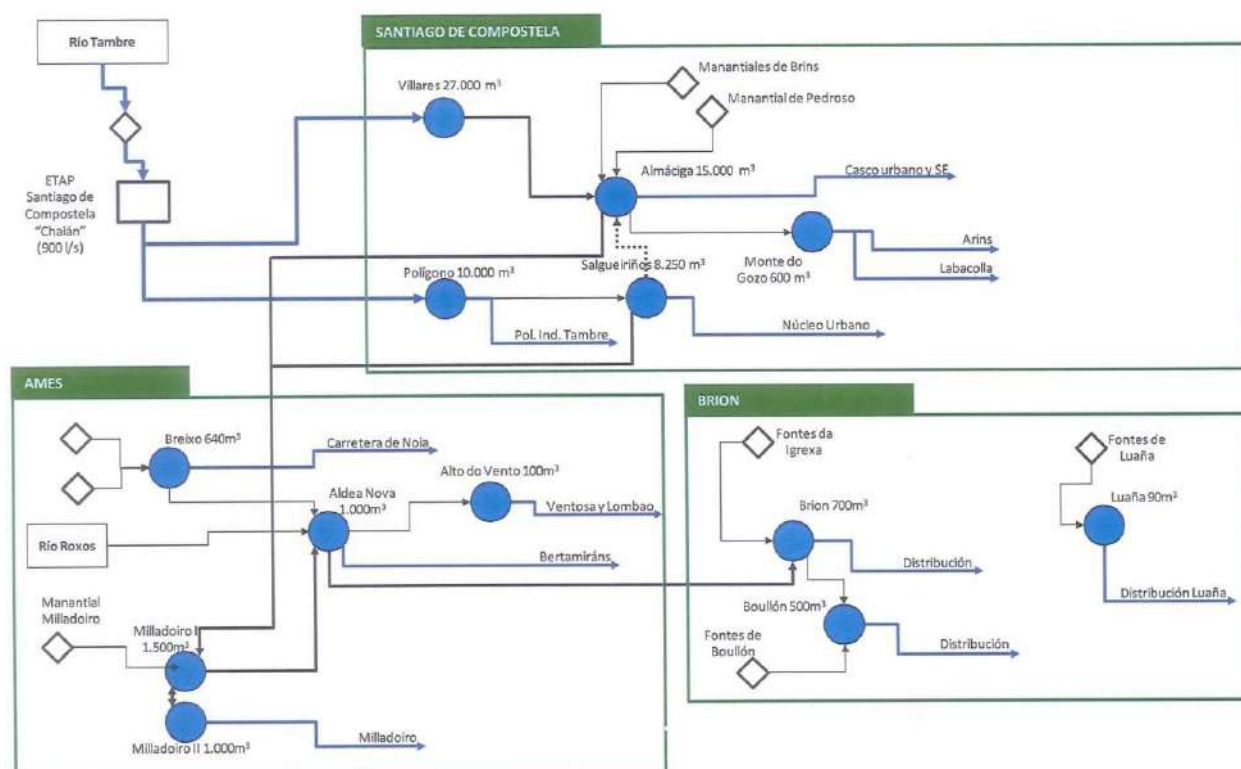 Río Tambre
ETAP
Santiago de
Compostela
"Chaián"
(900 l/s)
SANTIAGO DE COMPOSTELA
Villares 27.000 m³
Manantiales de Brins
Manantial de Pedroso
Almáciga 15.000 m³
Casco urbano y SE
Monte do
Gozo 600 m³
Arins
Labacolla
Polígono 10.000 m³
Salgueiriños 8.250 m³
Pol. Ind. Tambre
Núcleo Urbano
AMES
Breixo 640m³
Carretera de Noia
Aldea Nova
1.000m³
Alto do Vento 100m³
Ventosa y Lombao
Río Roxos
Bertamiráns
Manantial
Milladoiro
Milladoiro I
1.500m³
Milladoiro II 1.000m³
Milladoiro
BRION
Fontes da
Igrexa
Fontes de
Luaña
Brion 700m³
Luaña 90m³
Distribución
Distribución Luaña
Boullón 500m³
Fontes de
Boullón
Distribución